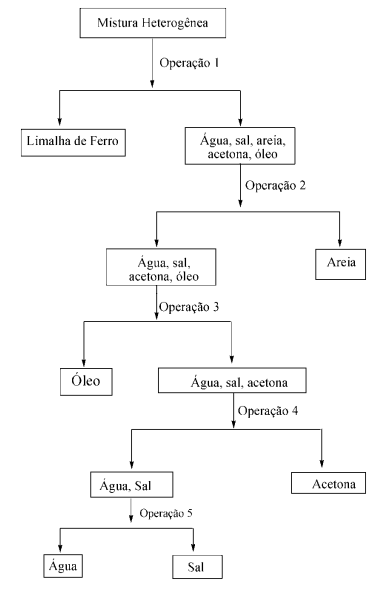 Mistura Heterogênea
Operação 1
Limalha de Ferro
Água, sal, areia,
acetona, óleo
Operação 2
Água, sal,
acetona, óleo
Areia
Operação 3
Óleo
Água, sal, acetona
Operação 4
Água, Sal
Acetona
Operação 5
Água
Sal